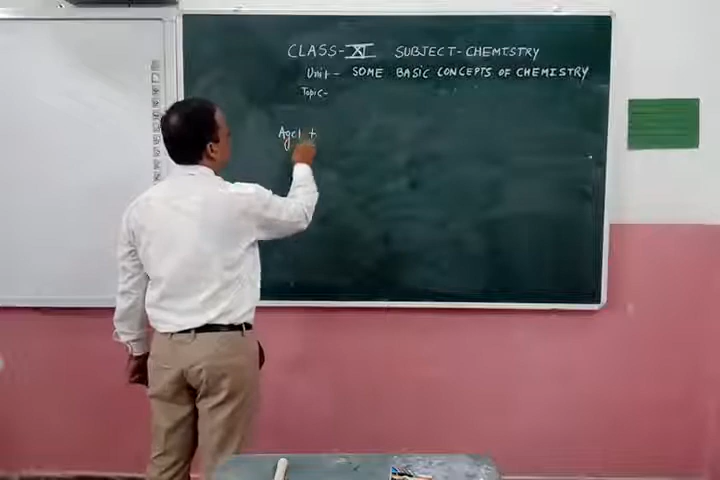 CLASS-XI SUBJECT-CHEMISTRY
Unit- SOME BASIC CONCEPTS OF CHEMISTRY
Topic-
Agcl +